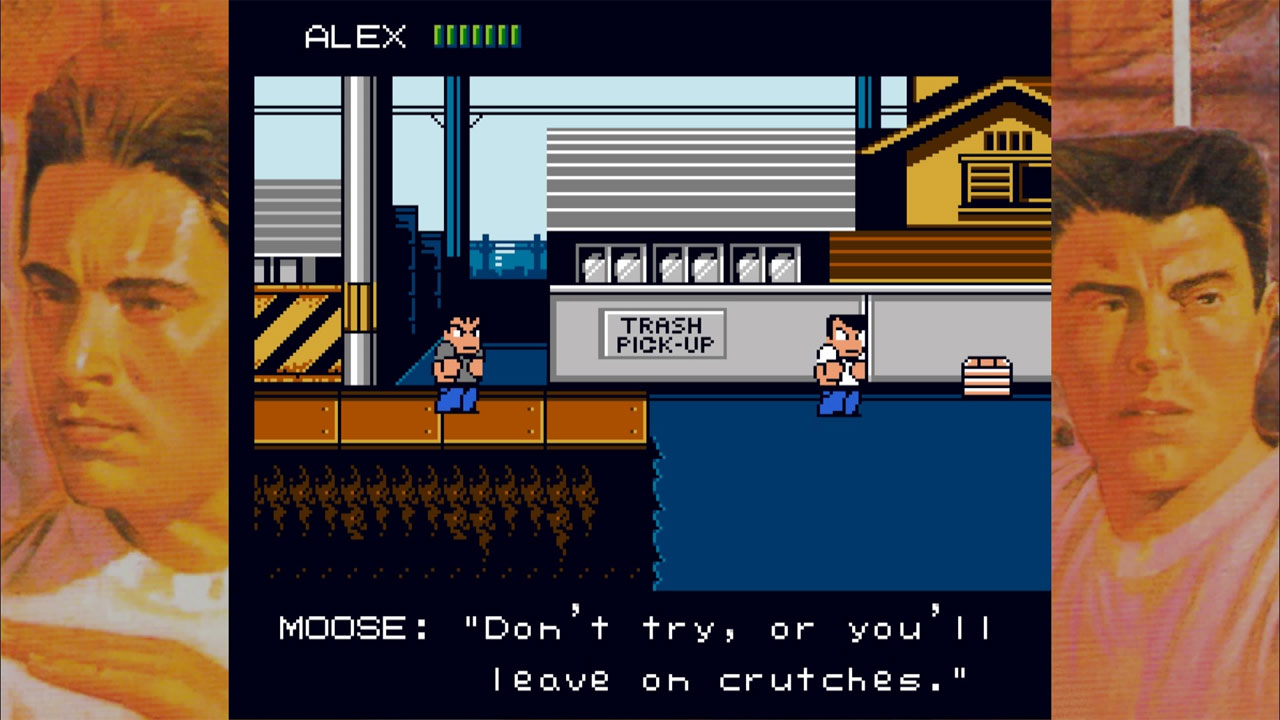 ALEX
TRASH
PICK-UP
MOOSE: "Don't try, or you'll
leave on crutches."